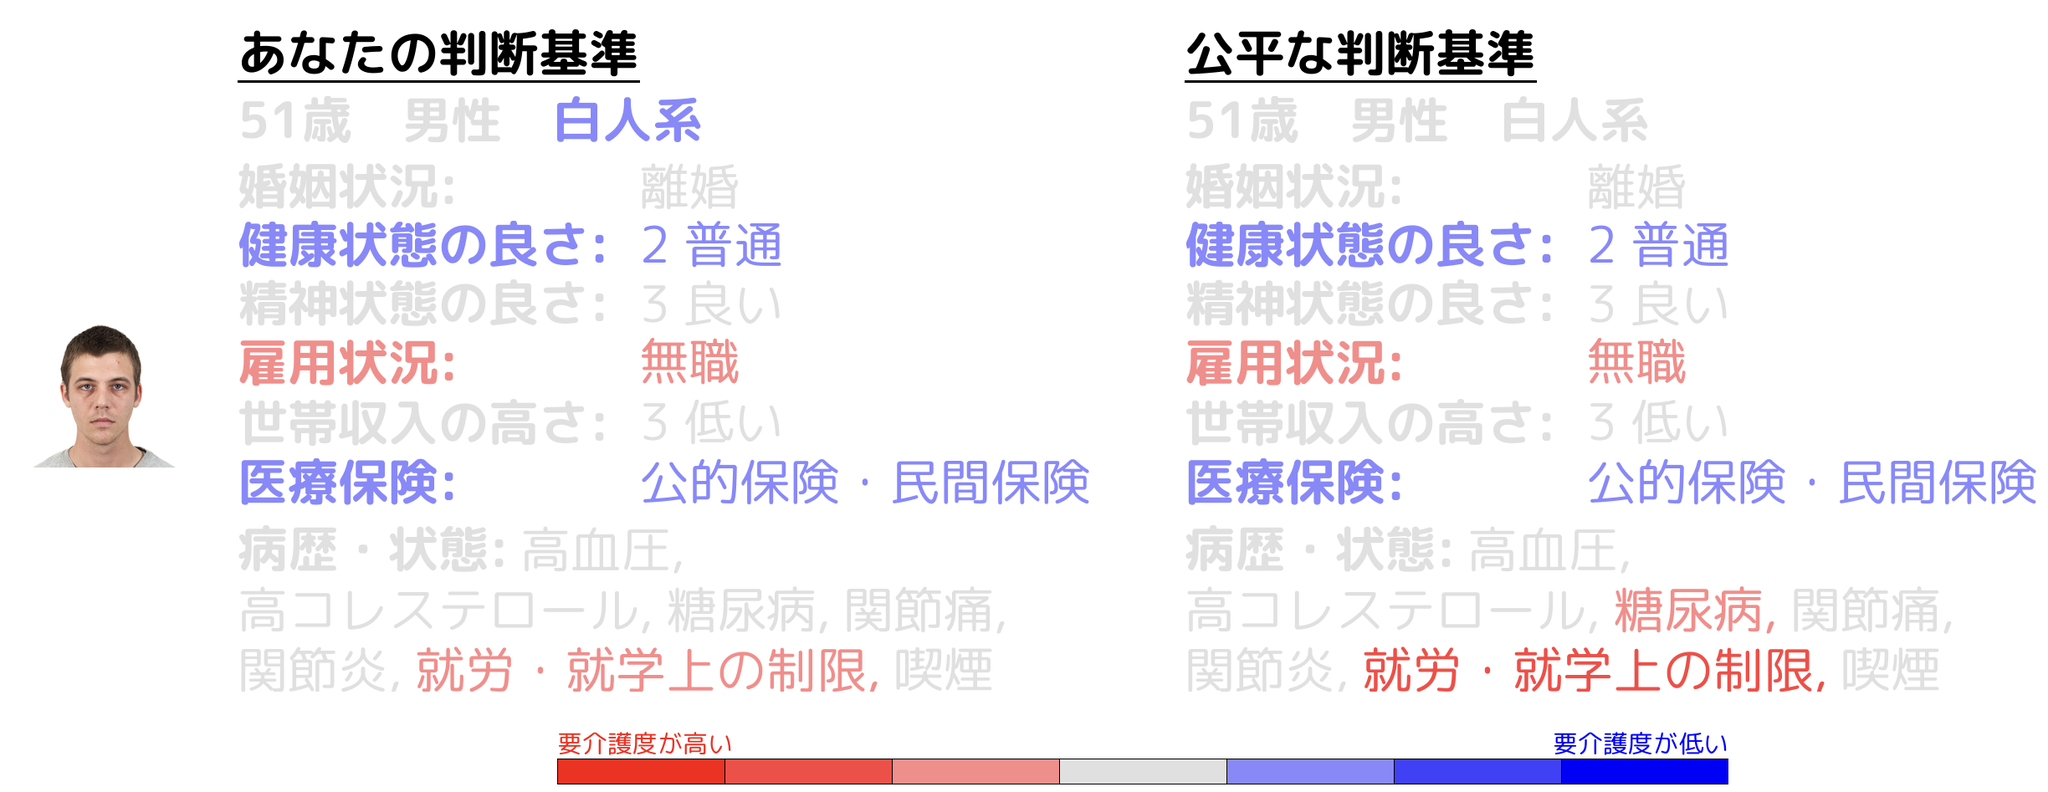 あなたの判断基準
51歳 男性 白人系
婚姻状況: 離婚
健康状態の良さ: 2 普通
精神状態の良さ: 3 良い
雇用状況: 無職
世帯収入の高さ: 3 低い
医療保険: 公的保険・民間保険
病歴・状態: 高血圧,
高コレステロール, 糖尿病, 関節痛,
関節炎, 就労・就学上の制限, 喫煙
公平な判断基準
51歳 男性 白人系
婚姻状況: 離婚
健康状態の良さ: 2 普通
精神状態の良さ: 3 良い
雇用状況: 無職
世帯収入の高さ: 3 低い
医療保険: 公的保険・民間保険
病歴・状態: 高血圧,
高コレステロール, 糖尿病, 関節痛,
関節炎, 就労・就学上の制限, 喫煙
要介護度が高い
要介護度が低い